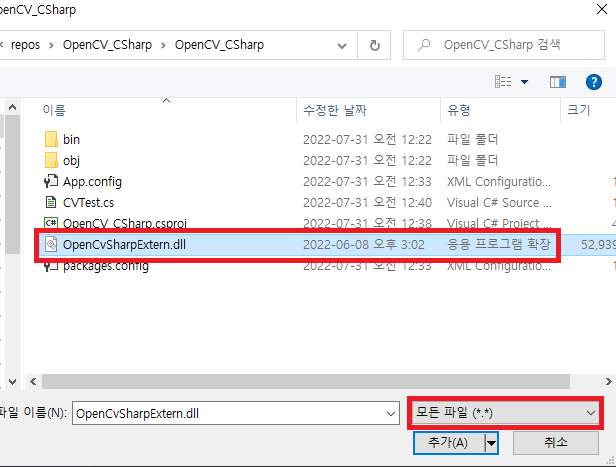 OpenCV_CSharp
repos > OpenCV_CSharp > OpenCV_CSharp
OpenCV_CSharp 검색
이름 수정한 날짜 유형 크기
bin 2022-07-31 오전 12:22 파일 폴더
obj 2022-07-31 오전 12:22 파일 폴더
App.config 2022-07-31 오전 12:33 XML Configuratio...
CVTest.cs 2022-07-31 오전 12:22 Visual C# Source ...
OpenCV_CSharp.csproj 2022-07-31 오전 12:38 Visual C# Project ...
OpenCvSharpExtern.dll 2022-06-08 오후 3:02 응용 프로그램 확장 52,939
packages.config 2022-07-31 오전 12:33 XML Configuratio...
파일 이름(N): OpenCvSharpExtern.dll 모든 파일 (*.*)
추가(A) 취소